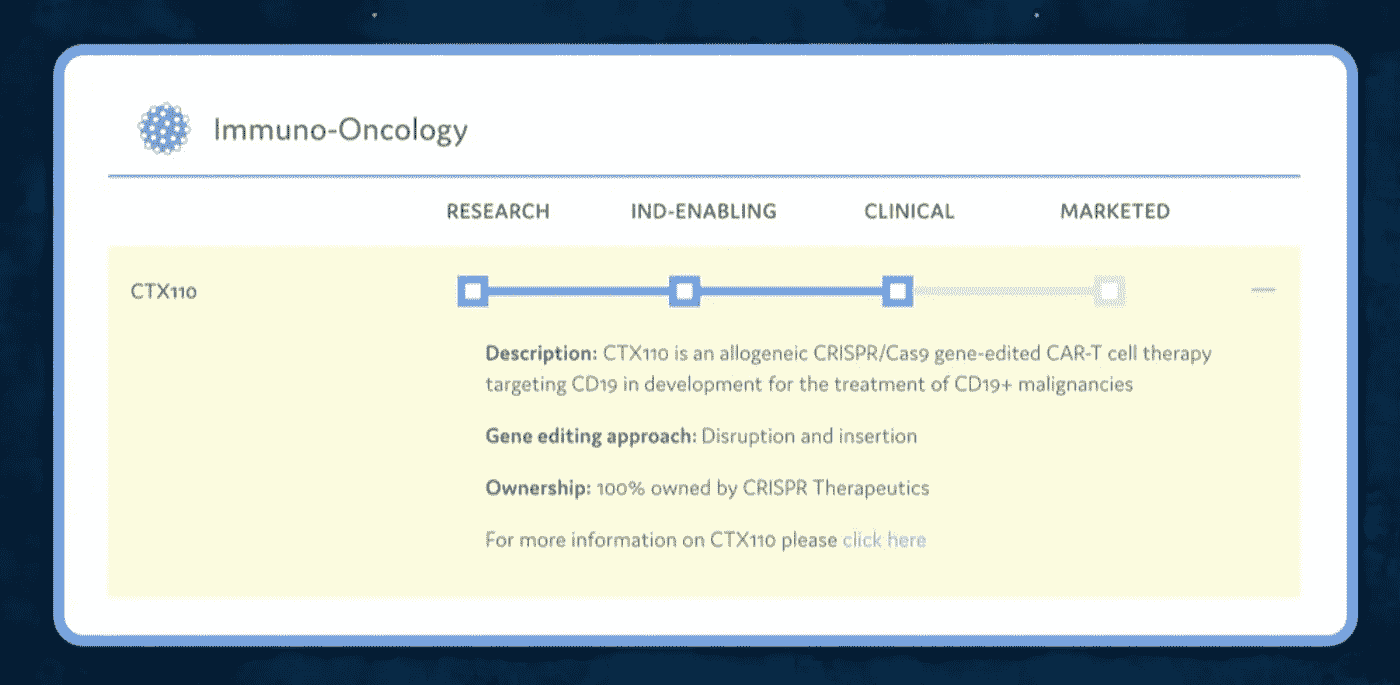 Immuno-Oncology
RESEARCH IND-ENABLING CLINICAL MARKETED
CTX110
Description: CTX110 is an allogeneic CRISPR/Cas9 gene-edited CAR-T cell therapy
targeting CD19 in development for the treatment of CD19+ malignancies
Gene editing approach: Disruption and insertion
Ownership: 100% owned by CRISPR Therapeutics
For more information on CTX110 please click here